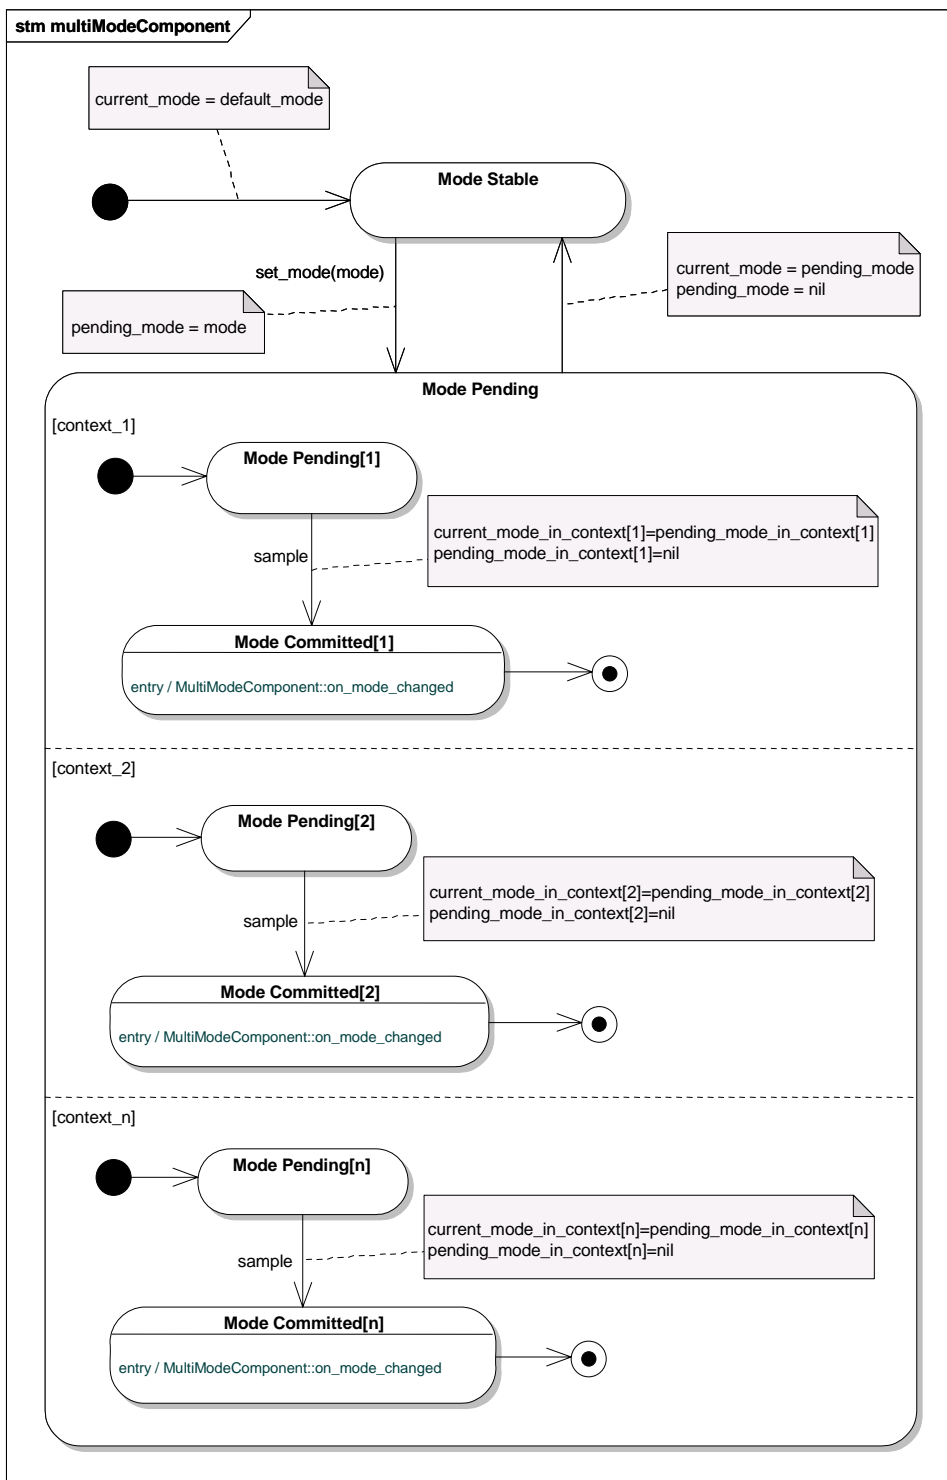 stm multiModeComponent
current_mode = default_mode
Mode Stable
set_mode(mode)
current_mode = pending_mode
pending_mode = nil
pending_mode = mode
Mode Pending
[context_1]
Mode Pending[1]
current_mode_in_context[1]=pending_mode_in_context[1]
pending_mode_in_context[1]=nil
sample
Mode Committed[1]
entry / MultiModeComponent::on_mode_changed
[context_2]
Mode Pending[2]
current_mode_in_context[2]=pending_mode_in_context[2]
pending_mode_in_context[2]=nil
sample
Mode Committed[2]
entry / MultiModeComponent::on_mode_changed
[context_n]
Mode Pending[n]
current_mode_in_context[n]=pending_mode_in_context[n]
pending_mode_in_context[n]=nil
sample
Mode Committed[n]
entry / MultiModeComponent::on_mode_changed